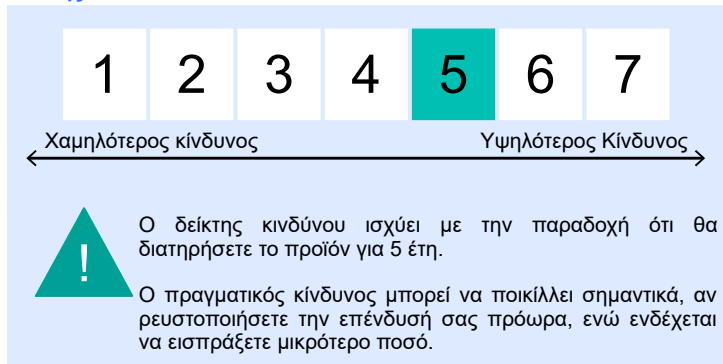 1 2 3 4 5 6 7
Χαμηλότερος κίνδυνος Υψηλότερος Κίνδυνος
!
Ο δείκτης κινδύνου ισχύει με την παραδοχή ότι θα
διατηρήσετε το προϊόν για 5 έτη.
Ο πραγματικός κίνδυνος μπορεί να ποικίλλει σημαντικά, αν
ρευστοποιήσετε την επένδυσή σας πρόωρα, ενώ ενδέχεται
να εισπράξετε μικρότερο ποσό.